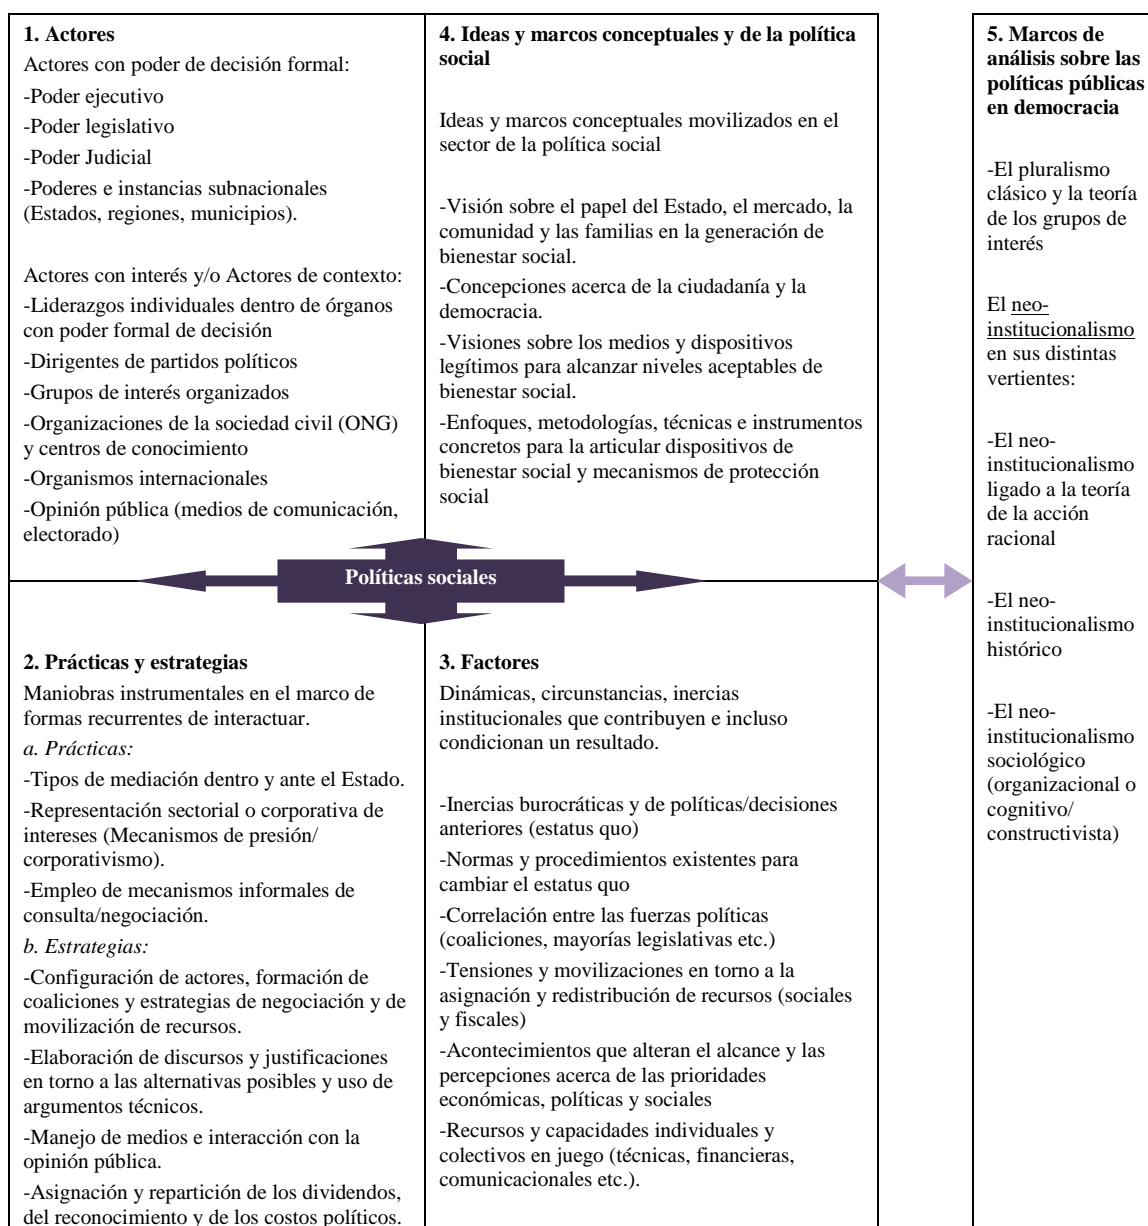 1. Actores
Actores con poder de decisión formal:
-Poder ejecutivo
-Poder legislativo
-Poder Judicial
-Poderes e instancias subnacionales
(Estados, regiones, municipios).
Actores con interés y/o Actores de contexto:
-Liderazgos individuales dentro de órganos
con poder formal de decisión
-Dirigentes de partidos políticos
-Grupos de interés organizados
-Organizaciones de la sociedad civil (ONG)
y centros de conocimiento
-Organismos internacionales
-Opinión pública (medios de comunicación,
electorado)
4. Ideas y marcos conceptuales y de la política
social
Ideas y marcos conceptuales movilizados en el
sector de la política social
-Visión sobre el papel del Estado, el mercado, la
comunidad y las familias en la generación de
bienestar social.
-Concepciones acerca de la ciudadanía y la
democracia.
-Visiones sobre los medios y dispositivos
legítimos para alcanzar niveles aceptables de
bienestar social.
-Enfoques, metodologías, técnicas e instrumentos
concretos para la articular dispositivos de
bienestar social y mecanismos de protección
social
Políticas sociales
2. Prácticas y estrategias
Maniobras instrumentales en el marco de
formas recurrentes de interactuar.
a. Prácticas:
-Tipos de mediación dentro y ante el Estado.
-Representación sectorial o corporativa de
intereses (Mecanismos de presión/
corporativismo).
-Empleo de mecanismos informales de
consulta/negociación.
b. Estrategias:
-Configuración de actores, formación de
coaliciones y estrategias de negociación y de
movilización de recursos.
-Elaboración de discursos y justificaciones
en torno a las alternativas posibles y uso de
argumentos técnicos.
-Manejo de medios e interacción con la
opinión pública.
-Asignación y repartición de los dividendos,
del reconocimiento y de los costos políticos.
3. Factores
Dinámicas, circunstancias, inercias
institucionales que contribuyen e incluso
condicionan un resultado.
-Inercias burocráticas y de políticas/decisiones
anteriores (estatus quo)
-Normas y procedimientos existentes para
cambiar el estatus quo
-Correlación entre las fuerzas políticas
(coaliciones, mayorías legislativas etc.)
-Tensiones y movilizaciones en torno a la
asignación y redistribución de recursos (sociales
y fiscales)
-Acontecimientos que alteran el alcance y las
percepciones acerca de las prioridades
económicas, políticas y sociales
-Recursos y capacidades individuales y
colectivos en juego (técnicas, financieras,
comunicacionales etc.).
5. Marcos de
análisis sobre las
políticas públicas
en democracia
-El pluralismo
clásico y la teoría
de los grupos de
interés
El neo-
institucionalismo
en sus distintas
vertientes:
-El neo-
institucionalismo
ligado a la teoría
de la acción
racional
-El neo-
institucionalismo
histórico
-El neo-
institucionalismo
sociológico
(organizacional o
cognitivo/
constructivista)